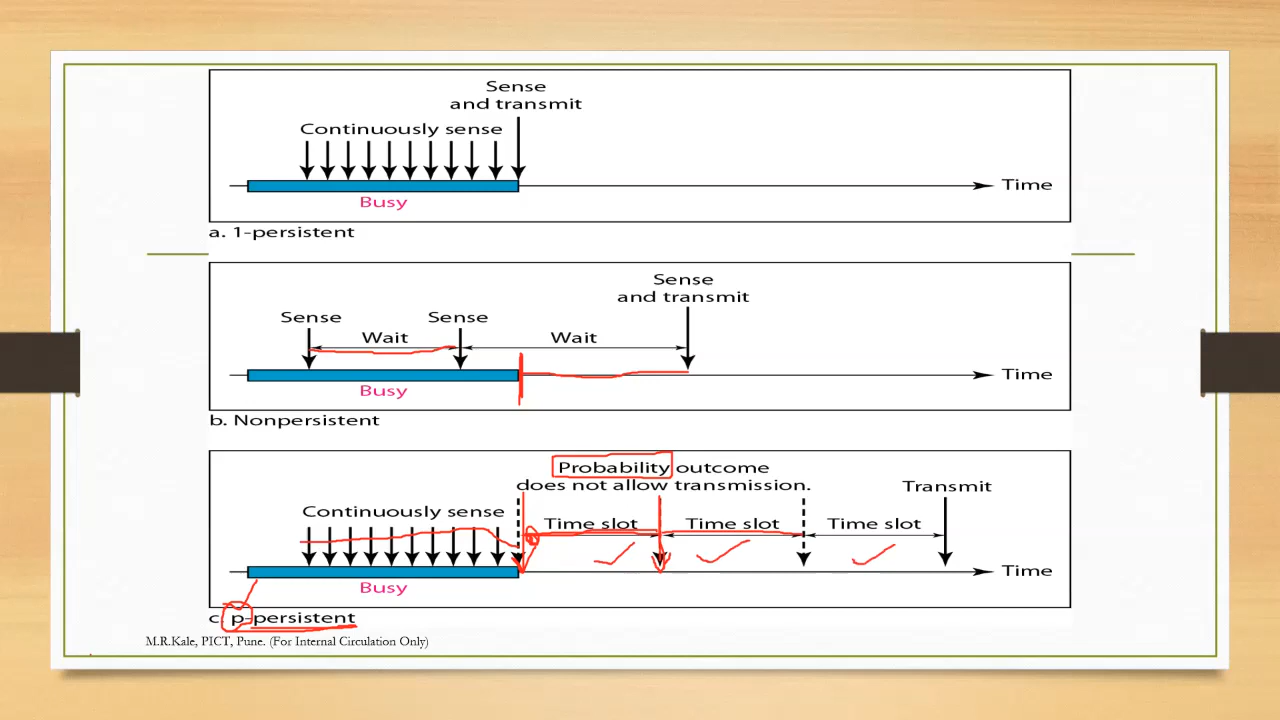 Sense
and transmit
Continuously sense
Time
Busy
a. 1-persistent
Sense
and transmit
Sense
Sense
Wait
Wait
Time
Busy
b. Nonpersistent
Probability outcome
does not allow transmission.
Transmit
Continuously sense
Time slot
Time slot
Time slot
Time
Busy
c. p-persistent
M.R.Kale, PICT, Pune. (For Internal Circulation Only)